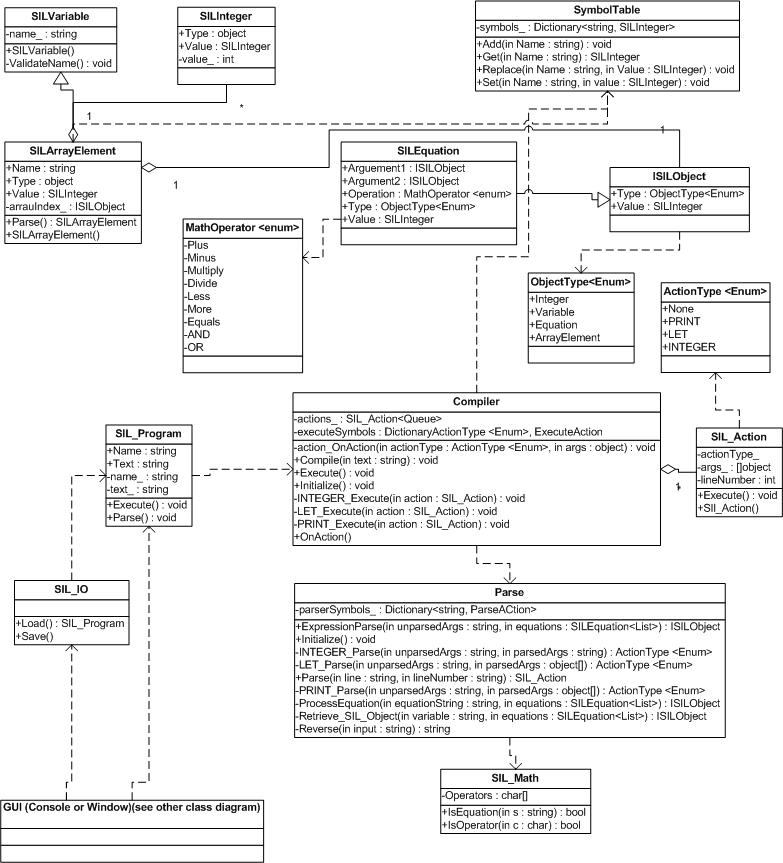 SILVariable
-name_ : string
+SILVariable()
-ValidateName() : void
SILInteger
+Type : object
+Value : SILInteger
-value_ : int
SymbolTable
-symbols_ : Dictionary<string, SILInteger>
+Add(in Name : string) : void
+Get(in Name : string) : SILInteger
+Replace(in Name : string, in Value : SILInteger) : void
+Set(in Name : string, in value : SILInteger) : void
1
*
1
1
SILArrayElement
+Name : string
+Type : object
+Value : SILInteger
-arrauIndex_ : ISILObject
+Parse() : SILArrayElement
+SILArrayElement()
SILEquation
+Arguement1 : ISILObject
+Argument2 : ISILObject
+Operation : MathOperator <enum>
+Type : ObjectType<Enum>
+Value : SILInteger
ISILObject
+Type : ObjectType<Enum>
+Value : SILInteger
MathOperator <enum>
-Plus
-Minus
-Multiply
-Divide
-Less
-More
-Equals
-AND
-OR
ObjectType<Enum>
+Integer
+Variable
+Equation
+ArrayElement
ActionType <Enum>
+None
+PRINT
+LET
+INTEGER
Compiler
-actions_ : SIL_Action<Queue>
-executeSymbols : DictionaryActionType <Enum>, ExecuteAction
-action_OnAction(in actionType : ActionType <Enum>, in args : object) : void
+Compile(in text : string) : void
+Execute() : void
+Initialize() : void
-INTEGER_Execute(in action : SIL_Action) : void
-LET_Execute(in action : SIL_Action) : void
-PRINT_Execute(in action : SIL_Action) : void
+OnAction()
SIL_Program
+Name : string
+Text : string
-name_ : string
-text_ : string
+Execute() : void
+Parse() : void
SIL_Action
-actionType_
-args_ : []object
-lineNumber : int
+Execute() : void
+SIl_Action()
SIL_IO
+Load() : SIL_Program
+Save()
Parse
-parserSymbols_ : Dictionary<string, ParseACtion>
+ExpressionParse(in unparsedArgs : string, in equations : SILEquation<List>) : ISILObject
+Initialize() : void
-INTEGER_Parse(in unparsedArgs : string, in parsedArgs : string) : ActionType <Enum>
-LET_Parse(in unparsedArgs : string, in parsedArgs : object[]) : ActionType <Enum>
+Parse(in line : string, in lineNumber : string) : SIL_Action
-PRINT_Parse(in unparsedArgs : string, in parsedArgs : object[]) : ActionType <Enum>
-ProcessEquation(in equationString : string, in equations : SILEquation<List>) : ISILObject
-Retrieve_SIL_Object(in variable : string, in equations : SILEquation<List>) : ISILObject
-Reverse(in input : string) : string
SIL_Math
-Operators : char[]
+IsEquation(in s : string) : bool
+IsOperator(in c : char) : bool
GUI (Console or Window)(see other class diagram)